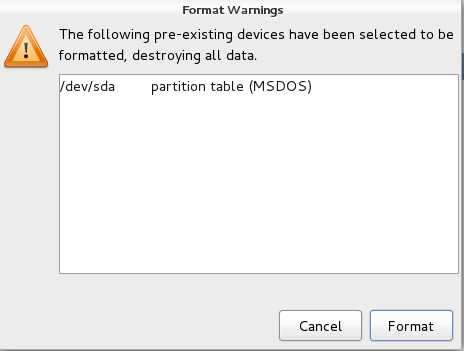 Format Warnings
The following pre-existing devices have been selected to be
formatted, destroying all data.
/dev/sda partition table (MSDOS)
Cancel Format